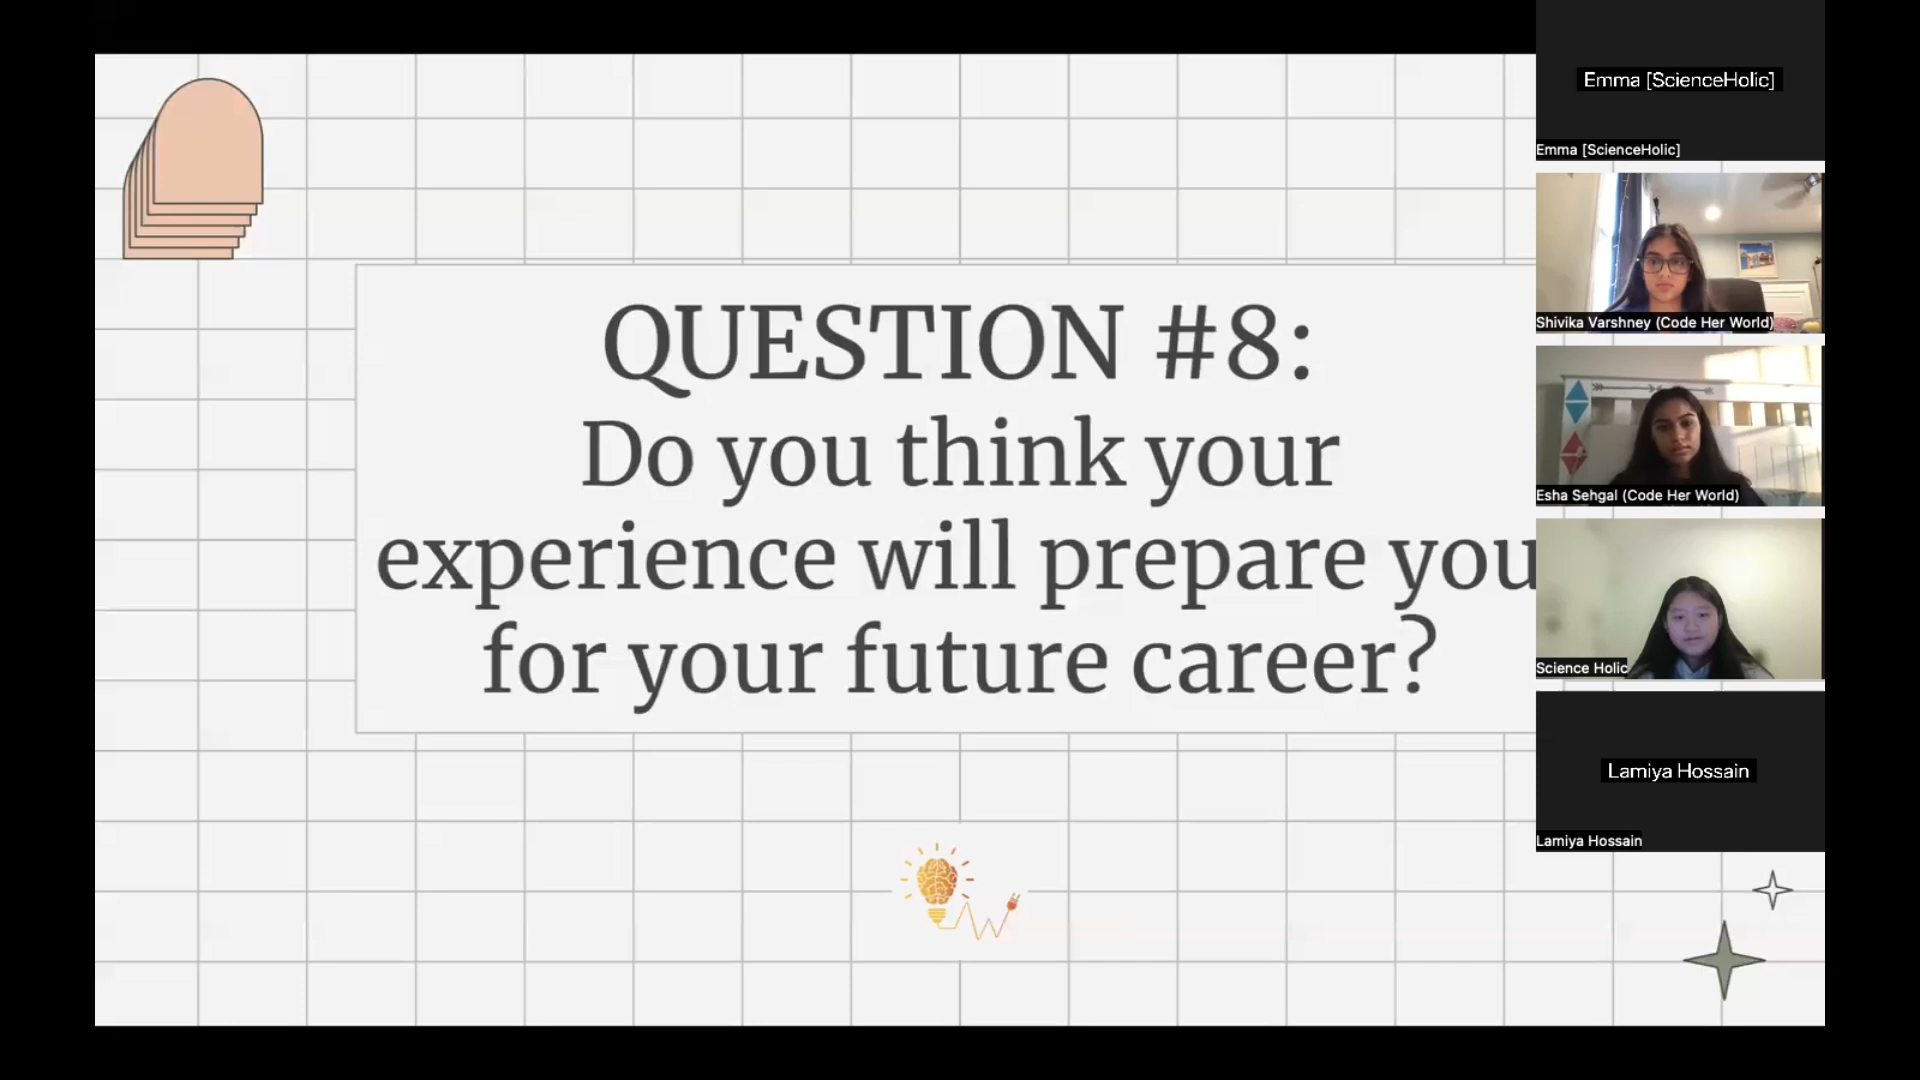 QUESTION #8:
Do you think your
experience will prepare you
for your future career?
Emma [ScienceHolic]
Emma [ScienceHolic]
Shivika Varshney (Code Her World)
Esha Sehgal (Code Her World)
Science Holic
Lamiya Hossain
Lamiya Hossain